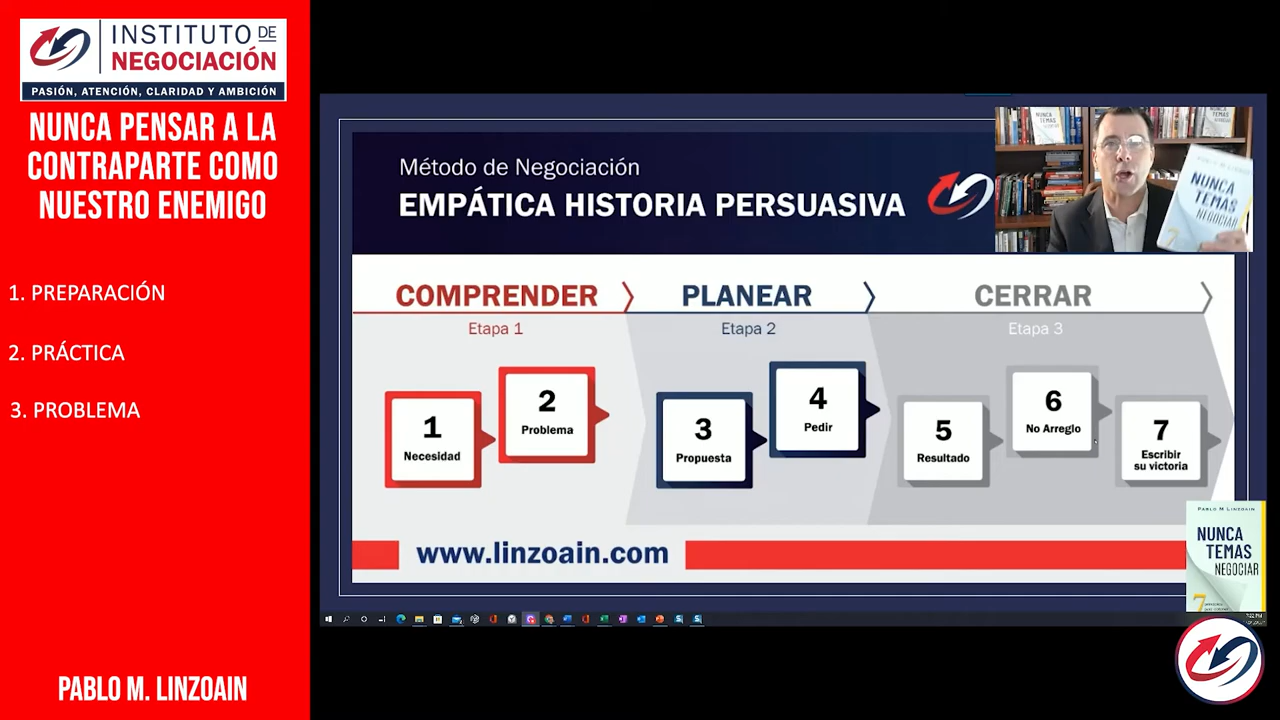 INSTITUTO DE
NEGOCIACIÓN
PASIÓN, ATENCIÓN, CLARIDAD Y AMBICIÓN
NUNCA PENSAR A LA
CONTRAPARTE COMO
NUESTRO ENEMIGO
1. PREPARACIÓN
2. PRÁCTICA
3. PROBLEMA
PABLO M. LINZOAIN
Método de Negociación
EMPÁTICA HISTORIA PERSUASIVA
NUNCA
TEMAS
NEGOCIAR
7
COMPRENDER
Etapa 1
PLANEAR
Etapa 2
CERRAR
Etapa 3
1
Necesidad
2
Problema
3
Propuesta
4
Pedir
5
Resultado
6
No Arreglo
7
Escribir
su victoria
www.linzoain.com
PABLO M LINZOAIN
NUNCA
TEMAS
NEGOCIAR
7